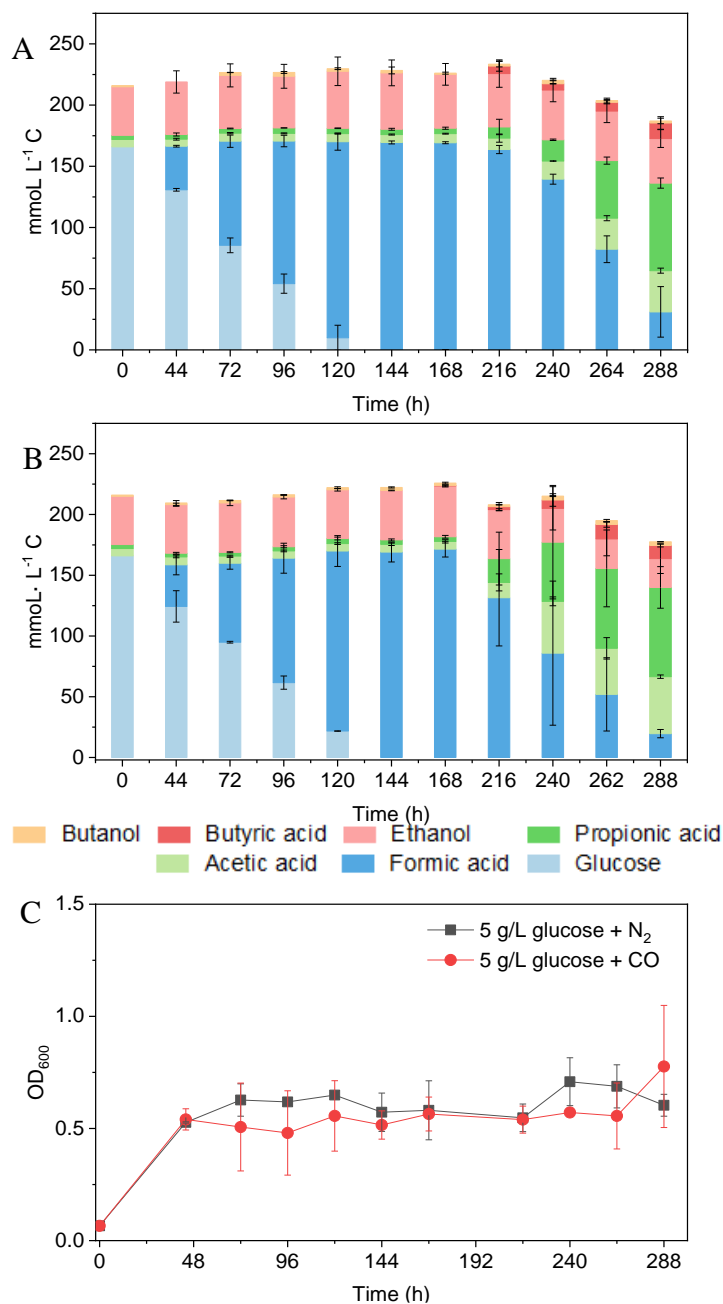 A
mmoL L⁻¹ C
250
200
150
100
50
0
0 44 72 96 120 144 168 216 240 264 288
Time (h)
B
mmoL· L⁻¹ C
250
200
150
100
50
0
0 44 72 96 120 144 168 216 240 262 288
Time (h)
Butanol Butyric acid Ethanol Propionic acid
Acetic acid Formic acid Glucose
C
OD₆₀₀
1.5
1.0
0.5
0.0
5 g/L glucose + N₂
5 g/L glucose + CO
0 48 96 144 192 240 288
Time (h)